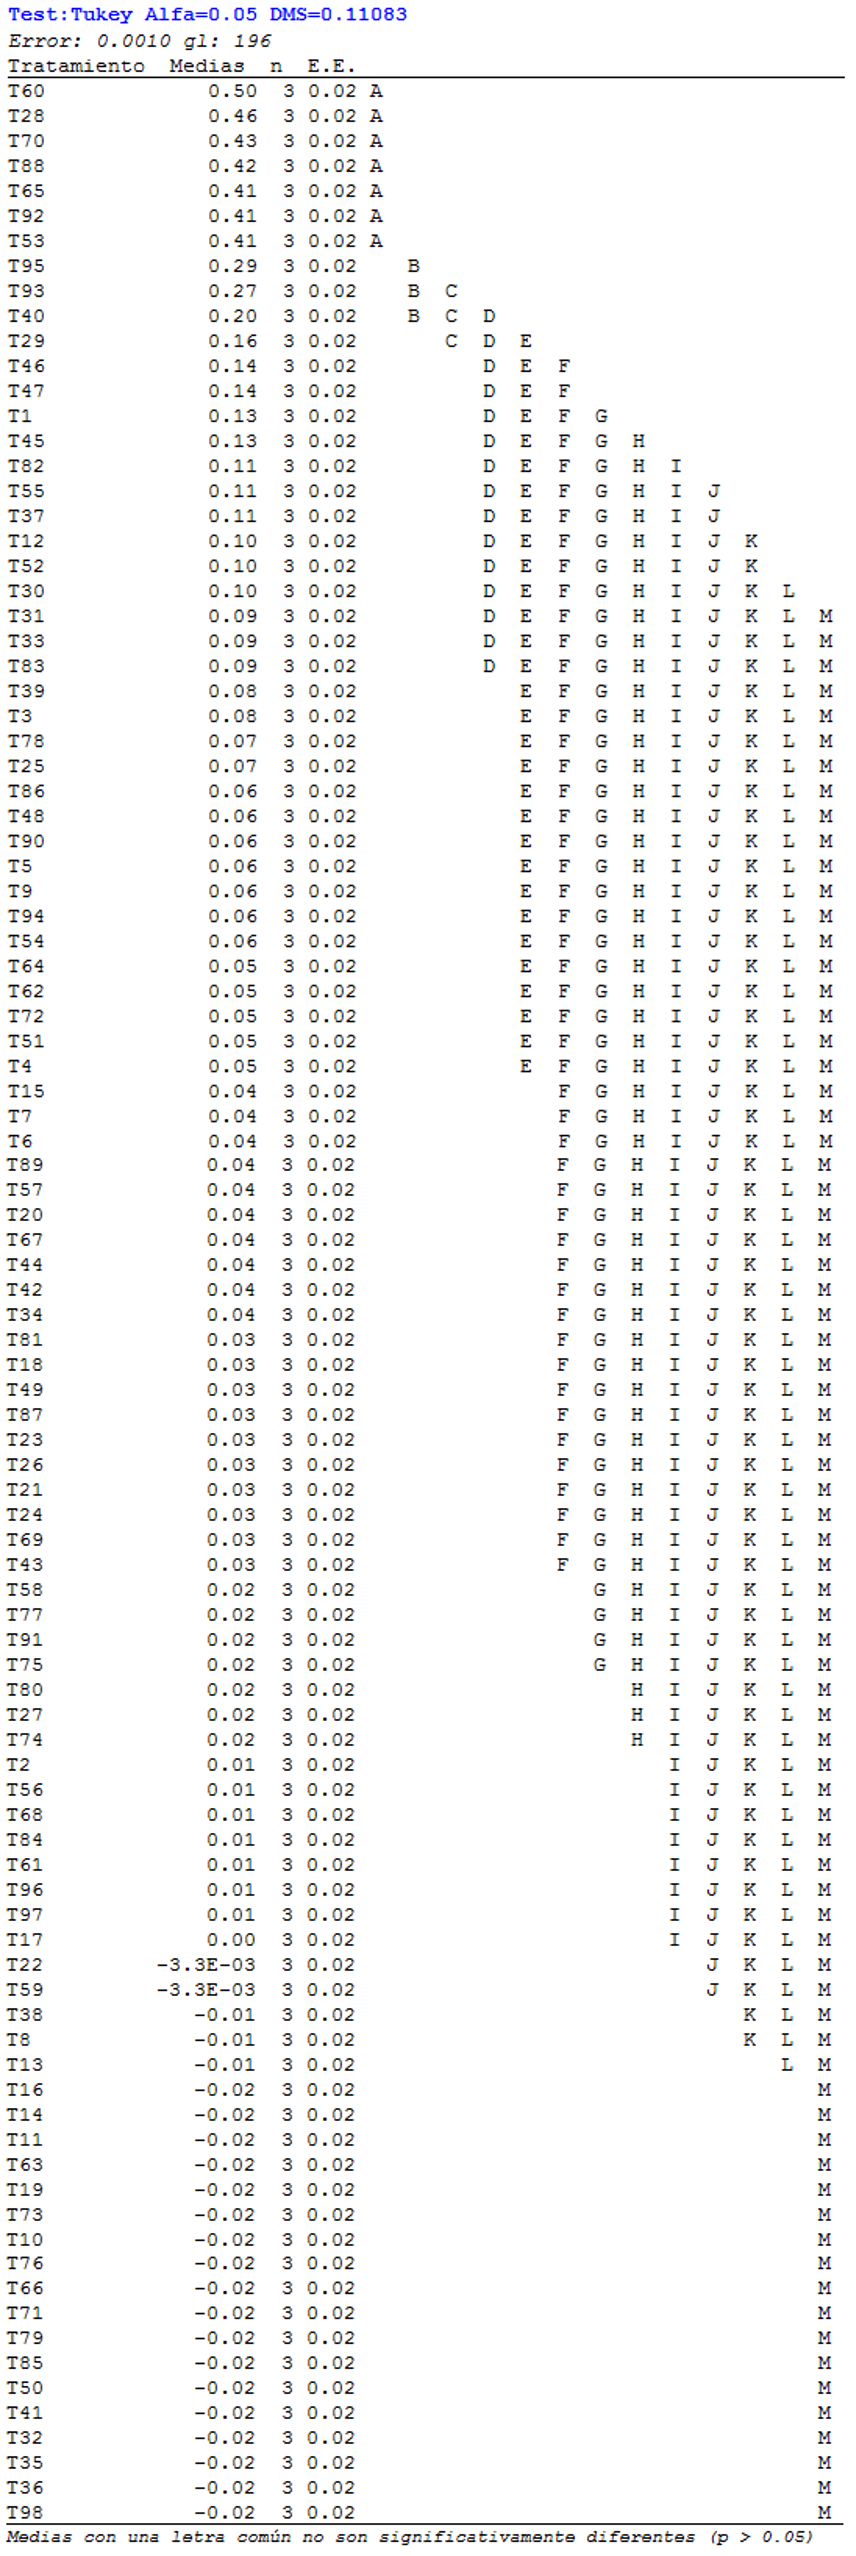 Test:Tukey Alfa=0.05 DMS=0.11083
Error: 0.0010 gl: 196
Tratamiento Medias n E.E.
T60 0.50 3 0.02 A
T28 0.46 3 0.02 A
T70 0.43 3 0.02 A
T88 0.42 3 0.02 A
T65 0.41 3 0.02 A
T92 0.41 3 0.02 A
T53 0.41 3 0.02 A
T95 0.29 3 0.02 B
T93 0.27 3 0.02 B C
T40 0.20 3 0.02 B C D
T29 0.16 3 0.02 C D E
T46 0.14 3 0.02 D E F
T47 0.14 3 0.02 D E F
T1 0.13 3 0.02 D E F G
T45 0.13 3 0.02 D E F G H
T82 0.11 3 0.02 D E F G H I
T55 0.11 3 0.02 D E F G H I J
T37 0.11 3 0.02 D E F G H I J
T12 0.10 3 0.02 D E F G H I J K
T52 0.10 3 0.02 D E F G H I J K
T30 0.10 3 0.02 D E F G H I J K L
T31 0.09 3 0.02 D E F G H I J K L M
T33 0.09 3 0.02 D E F G H I J K L M
T83 0.09 3 0.02 D E F G H I J K L M
T39 0.08 3 0.02 E F G H I J K L M
T3 0.08 3 0.02 E F G H I J K L M
T78 0.07 3 0.02 E F G H I J K L M
T25 0.07 3 0.02 E F G H I J K L M
T86 0.06 3 0.02 E F G H I J K L M
T48 0.06 3 0.02 E F G H I J K L M
T90 0.06 3 0.02 E F G H I J K L M
T5 0.06 3 0.02 E F G H I J K L M
T9 0.06 3 0.02 E F G H I J K L M
T94 0.06 3 0.02 E F G H I J K L M
T54 0.06 3 0.02 E F G H I J K L M
T64 0.05 3 0.02 E F G H I J K L M
T62 0.05 3 0.02 E F G H I J K L M
T72 0.05 3 0.02 E F G H I J K L M
T51 0.05 3 0.02 E F G H I J K L M
T4 0.05 3 0.02 E F G H I J K L M
T15 0.04 3 0.02 F G H I J K L M
T7 0.04 3 0.02 F G H I J K L M
T6 0.04 3 0.02 F G H I J K L M
T89 0.04 3 0.02 F G H I J K L M
T57 0.04 3 0.02 F G H I J K L M
T20 0.04 3 0.02 F G H I J K L M
T67 0.04 3 0.02 F G H I J K L M
T44 0.04 3 0.02 F G H I J K L M
T42 0.04 3 0.02 F G H I J K L M
T34 0.04 3 0.02 F G H I J K L M
T81 0.03 3 0.02 F G H I J K L M
T18 0.03 3 0.02 F G H I J K L M
T49 0.03 3 0.02 F G H I J K L M
T87 0.03 3 0.02 F G H I J K L M
T23 0.03 3 0.02 F G H I J K L M
T26 0.03 3 0.02 F G H I J K L M
T21 0.03 3 0.02 F G H I J K L M
T24 0.03 3 0.02 F G H I J K L M
T69 0.03 3 0.02 F G H I J K L M
T43 0.03 3 0.02 F G H I J K L M
T58 0.02 3 0.02 G H I J K L M
T77 0.02 3 0.02 G H I J K L M
T91 0.02 3 0.02 G H I J K L M
T75 0.02 3 0.02 G H I J K L M
T80 0.02 3 0.02 H I J K L M
T27 0.02 3 0.02 H I J K L M
T74 0.02 3 0.02 H I J K L M
T2 0.01 3 0.02 I J K L M
T56 0.01 3 0.02 I J K L M
T68 0.01 3 0.02 I J K L M
T84 0.01 3 0.02 I J K L M
T61 0.01 3 0.02 I J K L M
T96 0.01 3 0.02 I J K L M
T97 0.01 3 0.02 I J K L M
T17 0.00 3 0.02 I J K L M
T22 -3.3E-03 3 0.02 J K L M
T59 -3.3E-03 3 0.02 J K L M
T38 -0.01 3 0.02 K L M
T8 -0.01 3 0.02 K L M
T13 -0.01 3 0.02 L M
T16 -0.02 3 0.02 M
T14 -0.02 3 0.02 M
T11 -0.02 3 0.02 M
T63 -0.02 3 0.02 M
T19 -0.02 3 0.02 M
T73 -0.02 3 0.02 M
T10 -0.02 3 0.02 M
T76 -0.02 3 0.02 M
T66 -0.02 3 0.02 M
T71 -0.02 3 0.02 M
T79 -0.02 3 0.02 M
T85 -0.02 3 0.02 M
T50 -0.02 3 0.02 M
T41 -0.02 3 0.02 M
T32 -0.02 3 0.02 M
T35 -0.02 3 0.02 M
T36 -0.02 3 0.02 M
T98 -0.02 3 0.02 M
Medias con una letra común no son significativamente diferentes (p > 0.05)